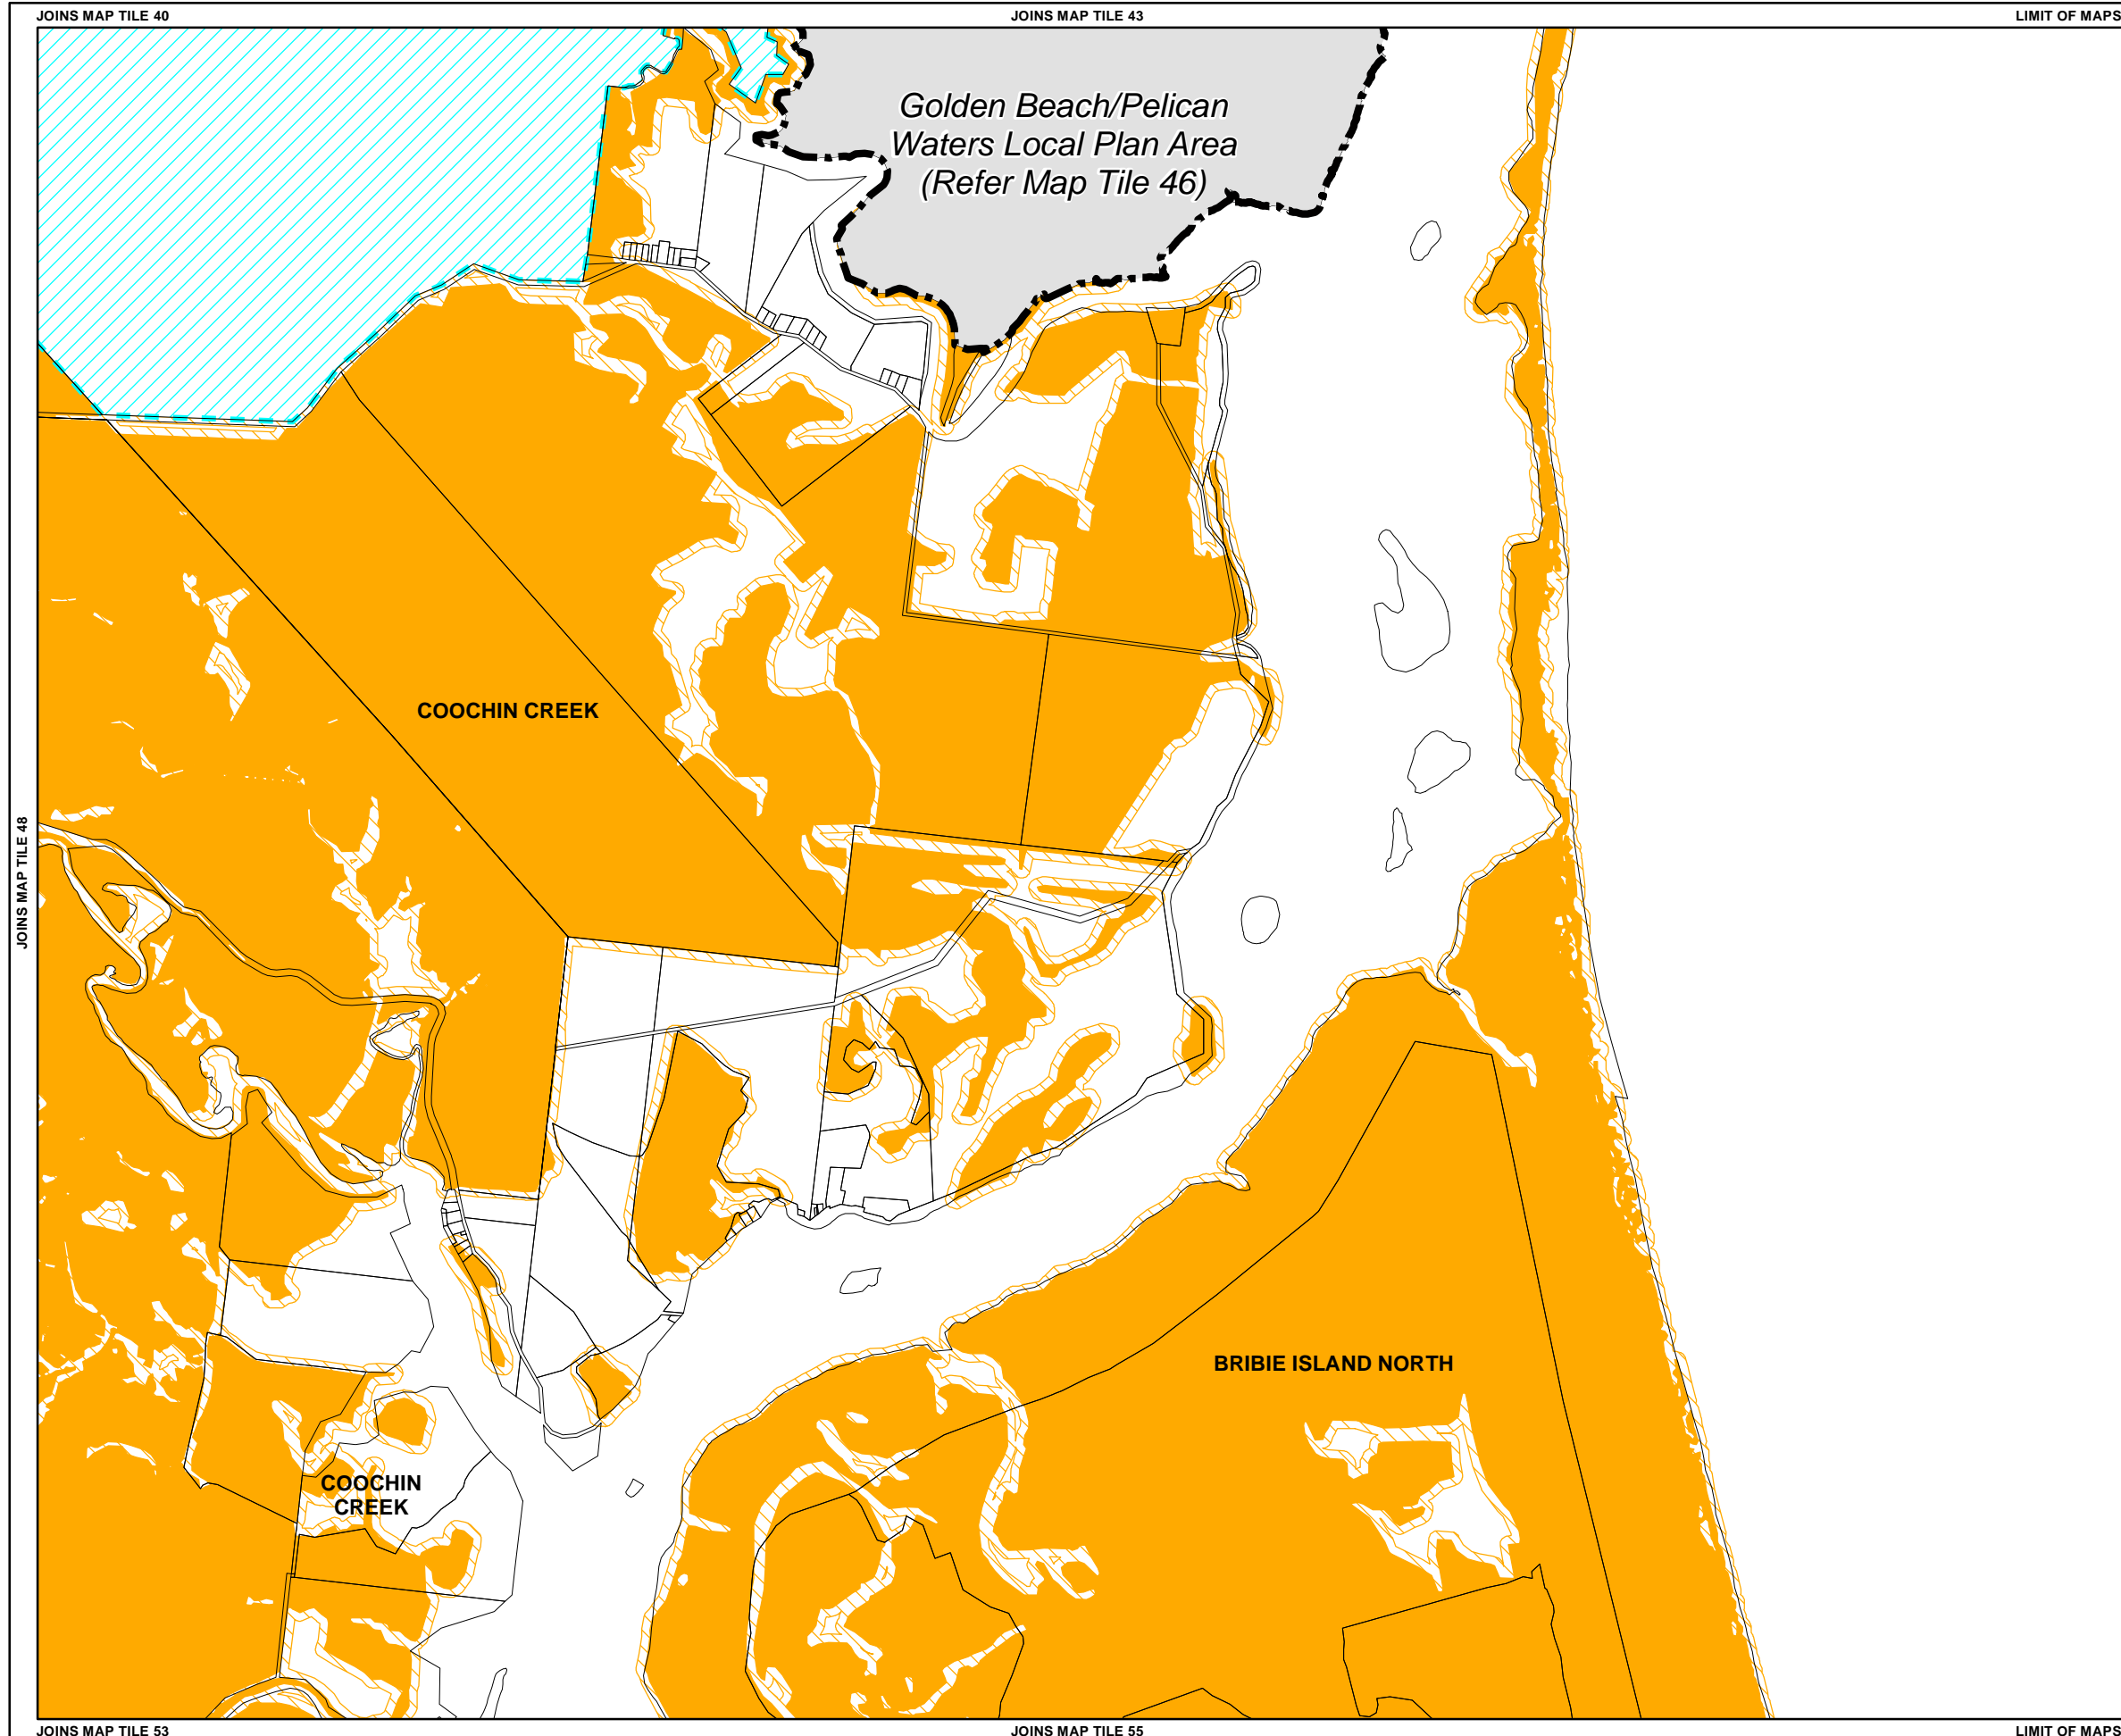 JOINS MAP TILE 40
JOINS MAP TILE 43
LIMIT OF MAPS
Golden Beach/Pelican
Waters Local Plan Area
(Refer Map Tile 46)
COOCHIN CREEK
JOINS MAP TILE 48
BRIBIE ISLAND NORTH
COOCHIN
CREEK
JOINS MAP TILE 53
JOINS MAP TILE 55
LIMIT OF MAPS